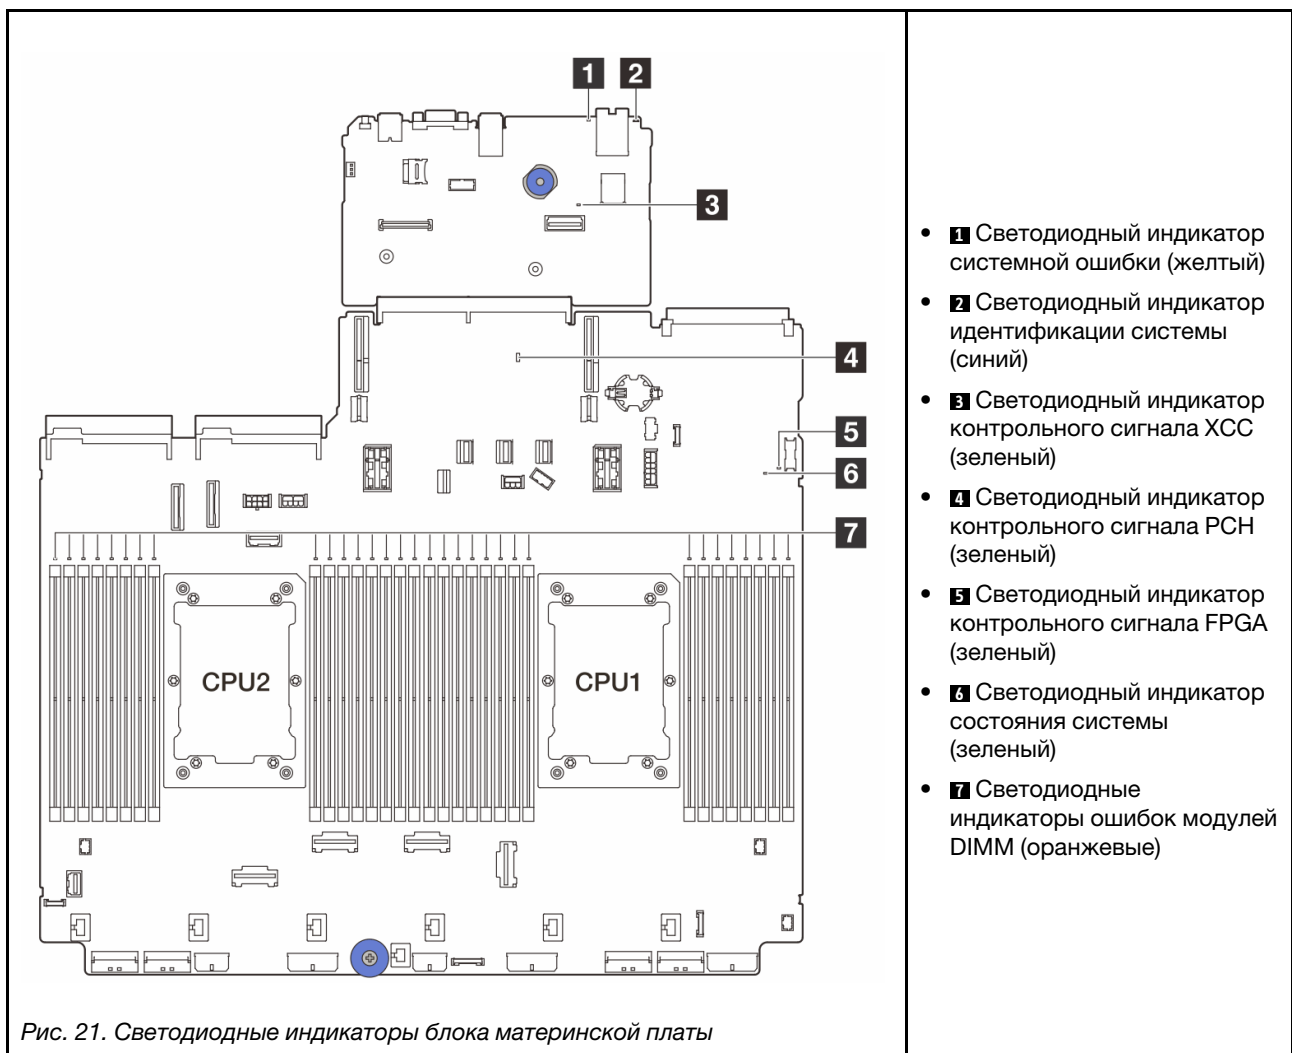 1
2
3
4
5
6
7
CPU2
CPU1
Рис. 21. Светодиодные индикаторы блока материнской платы
• 1 Светодиодный индикатор
системной ошибки (желтый)
• 2 Светодиодный индикатор
идентификации системы
(синий)
• 3 Светодиодный индикатор
контрольного сигнала XCC
(зеленый)
• 4 Светодиодный индикатор
контрольного сигнала PCH
(зеленый)
• 5 Светодиодный индикатор
контрольного сигнала FPGA
(зеленый)
• 6 Светодиодный индикатор
состояния системы
(зеленый)
• 7 Светодиодные
индикаторы ошибок модулей
DIMM (оранжевые)